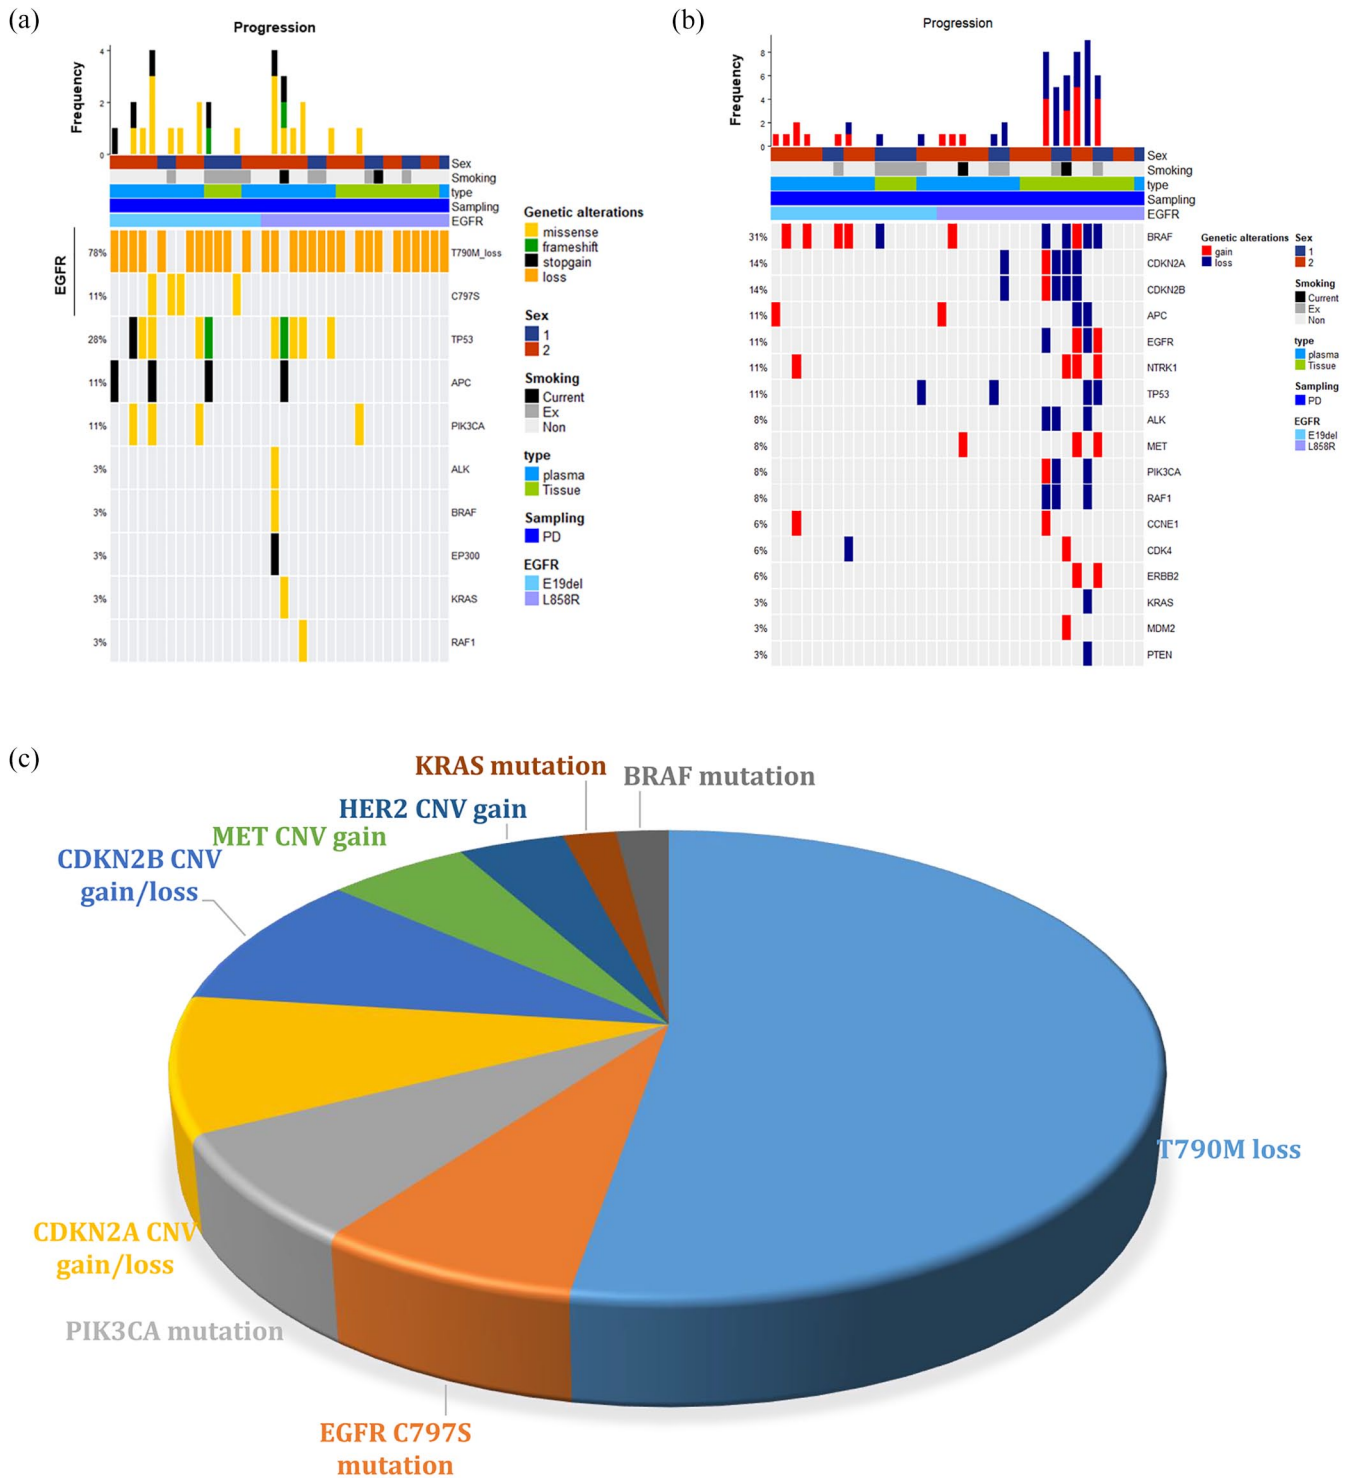 (a)
Progression
Frequency
4
2
0
Sex
Smoking
type
Sampling
EGFR
EGFR
78% T790M_loss
11% C797S
28% TP53
11% APC
11% PIK3CA
3% ALK
3% BRAF
3% EP300
3% KRAS
3% RAF1
Genetic alterations
missense
frameshift
stopgain
loss
Sex
1
2
Smoking
Current
Ex
Non
type
plasma
Tissue
Sampling
PD
EGFR
E19del
L858R
(b)
Progression
Frequency
8
6
4
2
0
Sex
Smoking
type
Sampling
EGFR
31% BRAF
14% CDKN2A
14% CDKN2B
11% APC
11% EGFR
11% NTRK1
11% TP53
8% ALK
8% MET
8% PIK3CA
8% RAF1
6% CCNE1
6% CDK4
6% ERBB2
3% KRAS
3% MDM2
3% PTEN
Genetic alterations
gain
loss
Sex
1
2
Smoking
Current
Ex
Non
type
plasma
Tissue
Sampling
PD
EGFR
E19del
L858R
(c)
KRAS mutation
BRAF mutation
HER2 CNV gain
MET CNV gain
CDKN2B CNV
gain/loss
T790M loss
CDKN2A CNV
gain/loss
PIK3CA mutation
EGFR C797S
mutation